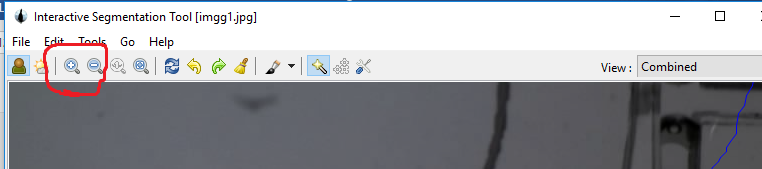 Interactive Segmentation Tool [imgg1.jpg]
File Edit Tools Go Help
View : Combined